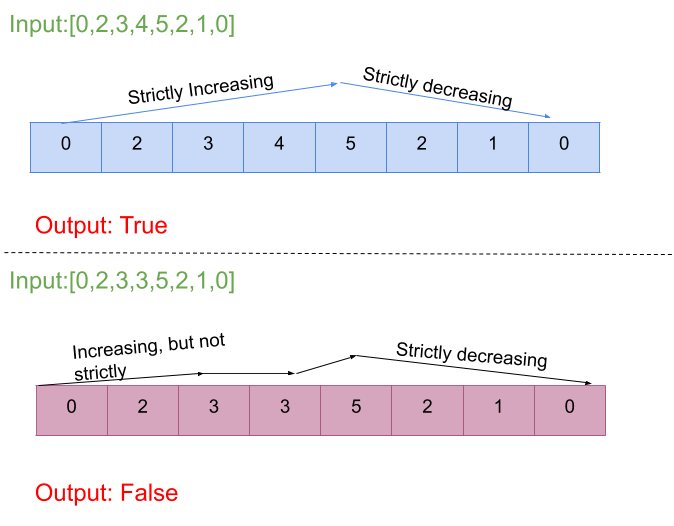 Input:[0,2,3,4,5,2,1,0]
Strictly Increasing
Strictly decreasing
0 2 3 4 5 2 1 0
Output: True
Input:[0,2,3,3,5,2,1,0]
Increasing, but not
strictly
Strictly decreasing
0 2 3 3 5 2 1 0
Output: False